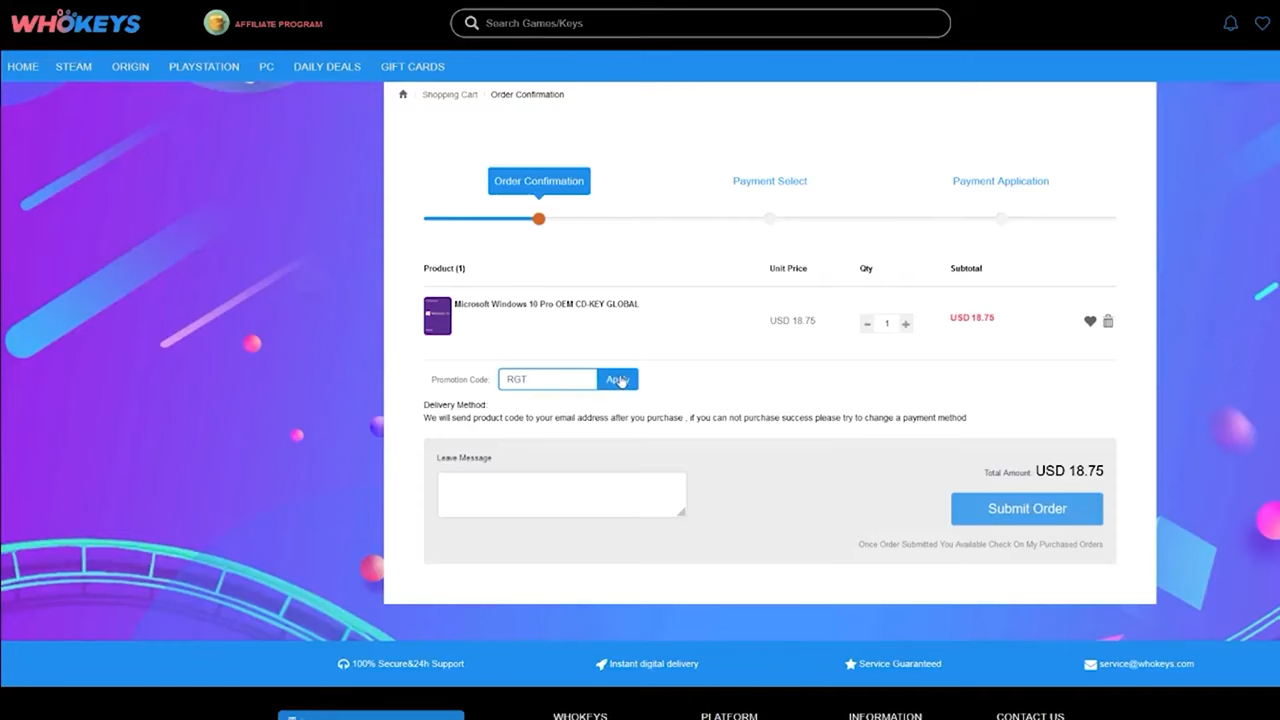 WHOKEYS
AFFILIATE PROGRAM
Search Games/Keys
HOME STEAM ORIGIN PLAYSTATION PC DAILY DEALS GIFT CARDS
Shopping Cart Order Confirmation
Order Confirmation Payment Select Payment Application
Product (1) Unit Price Qty Subtotal
Microsoft Windows 10 Pro OEM CD-KEY GLOBAL
USD 18.75 - 1 + USD 18.75
Promotion Code: RGT Apply
Delivery Method:
We will send product code to your email address after you purchase , if you can not purchase success please try to change a payment method
Leave Message
Total Amount: USD 18.75
Submit Order
Once Order Submitted You Available Check On My Purchased Orders
100% Secure&24h Support Instant digital delivery Service Guaranteed service@whokeys.com
WHOKEYS PLATFORM INFORMATION CONTACT US